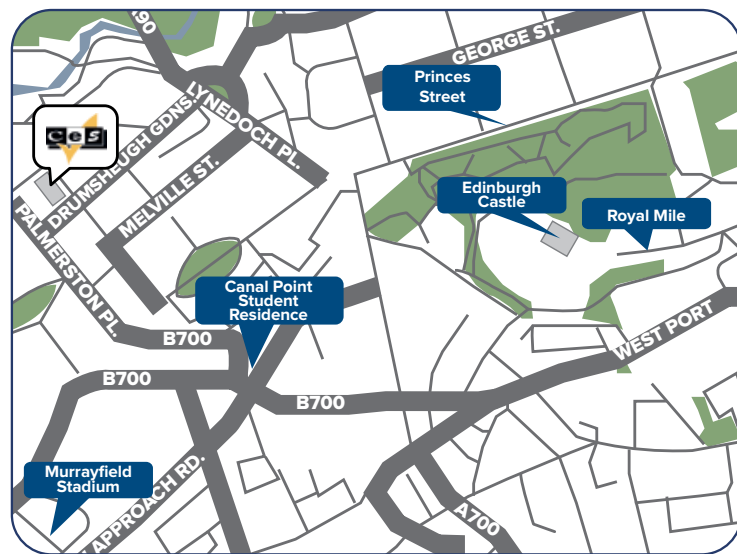 A90
GEORGE ST.
Princes
Street
LYNEDOCH PL.
ces
DRUMSHEUGH GDNS.
MELVILLE ST.
Edinburgh
Castle
Royal Mile
PALMERSTON PL.
Canal Point
Student
Residence
B700
WEST PORT
B700
B700
Murrayfield
Stadium
APPROACH RD.
A700